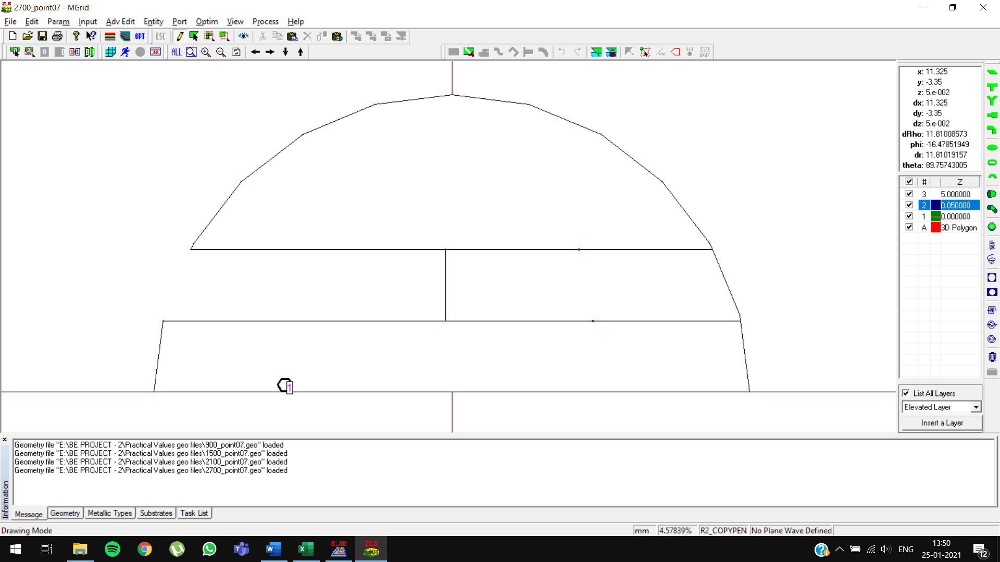 2700_point07 - MGrid
File Edit Param Input Adv Edit Entity Port Optim View Process Help
OPT ESC
ALL
x: 11.325
y: -3.35
z: 5.e-002
dx: 11.325
dy: -3.35
dz: 5.e-002
dRho: 11.81008573
phi: -16.47851949
dr: 11.81019157
theta: 89.75743005
# Z
3 5.000000
2 0.050000
1 0.000000
A 3D Polygon
1
List All Layers
Elevated Layer
Insert a Layer
Geometry file "E:\BE PROJECT - 2\Practical Values geo files\900_point07.geo" loaded
Geometry file "E:\BE PROJECT - 2\Practical Values geo files\1500_point07.geo" loaded
Geometry file "E:\BE PROJECT - 2\Practical Values geo files\2100_point07.geo" loaded
Geometry file "E:\BE PROJECT - 2\Practical Values geo files\2700_point07.geo" loaded
Information
Message Geometry Metallic Types Substrates Task List
Drawing Mode mm 4.57839% R2_COPYPEN No Plane Wave Defined
ZELAND ZLS ENG 13:50
25-01-2021
12